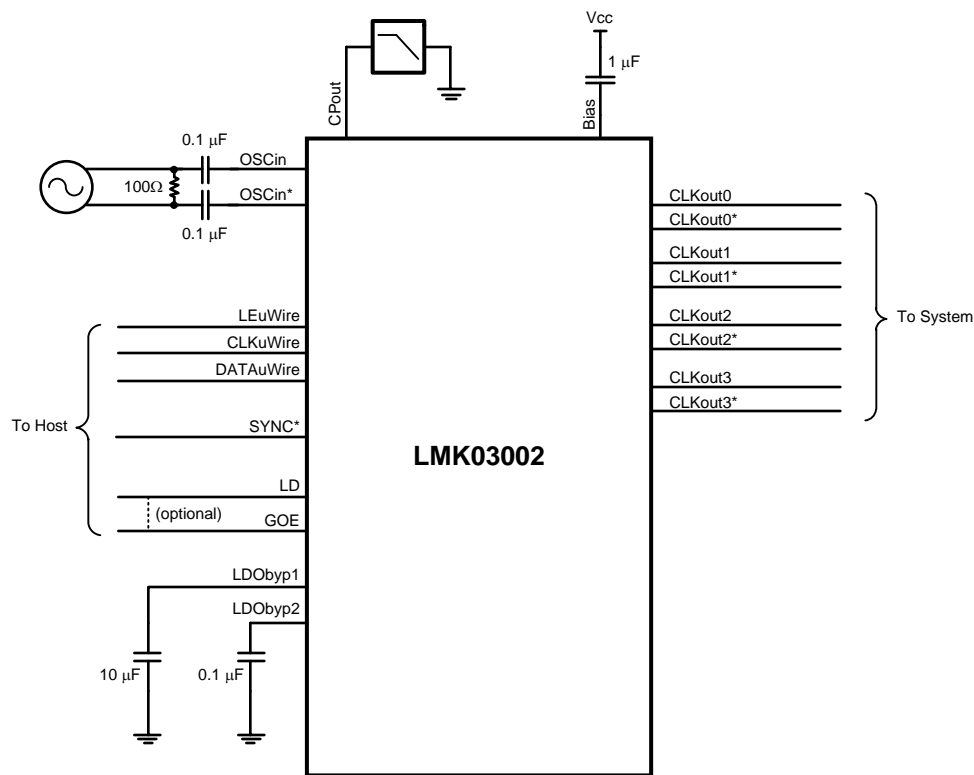 Vcc
1 µF
CPout
Bias
0.1 µF
OSCin
100Ω
OSCin*
0.1 µF
CLKout0
CLKout0*
CLKout1
CLKout1*
CLKout2
CLKout2*
CLKout3
CLKout3*
To System
LEuWire
CLKuWire
DATAuWire
To Host
SYNC*
LMK03002
LD
(optional)
GOE
LDObyp1
LDObyp2
10 µF
0.1 µF